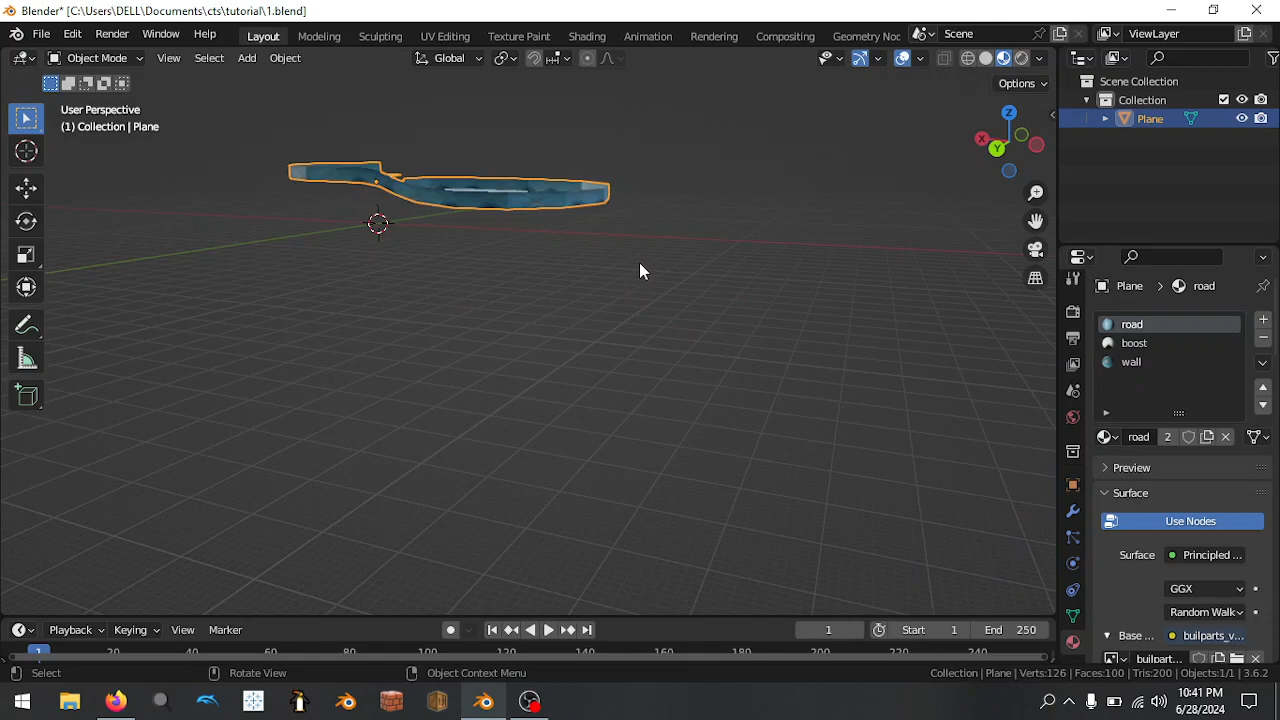 Blender* [C:\Users\DELL\Documents\cts\tutorial\1.blend]
File Edit Render Window Help Layout Modeling Sculpting UV Editing Texture Paint Shading Animation Rendering Compositing Geometry Noc Scene ViewLayer
Object Mode View Select Add Object Global
Options
User Perspective
(1) Collection | Plane
Z
X
Y
Scene Collection
Collection
Plane
Plane > road
road
boost
wall
road 2
Preview
Surface
Use Nodes
Surface Principled ...
GGX
Random Walk
Base ... builparts_v...
builpart...
Playback Keying View Marker 1 Start 1 End 250
1 20 40 60 80 100 120 140 160 180 200 220 240
Select Rotate View Object Context Menu Collection | Plane | Verts:126 | Faces:100 | Tris:200 | Objects:1/1 | 3.6.2
10:41 PM
6/28/2024